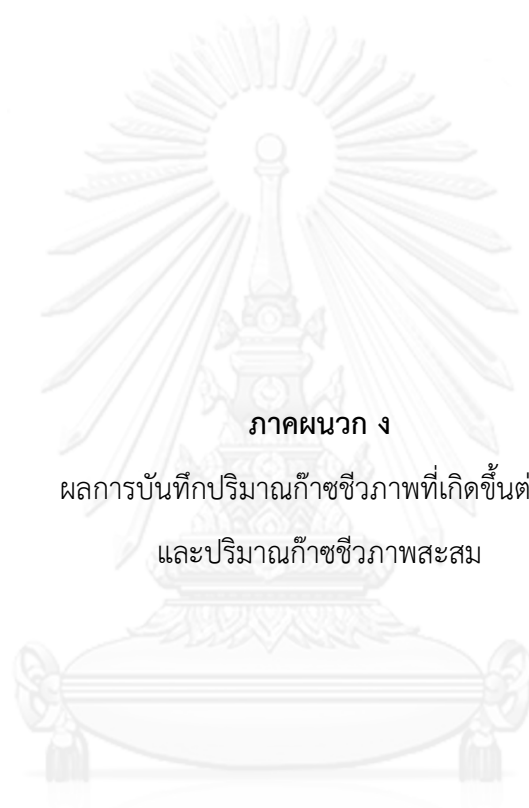 ภาคผนวก ง
ผลการบันทึกปริมาณก๊าซชีวภาพที่เกิดขึ้น
และปริมาณก๊าซชีวภาพสะสม